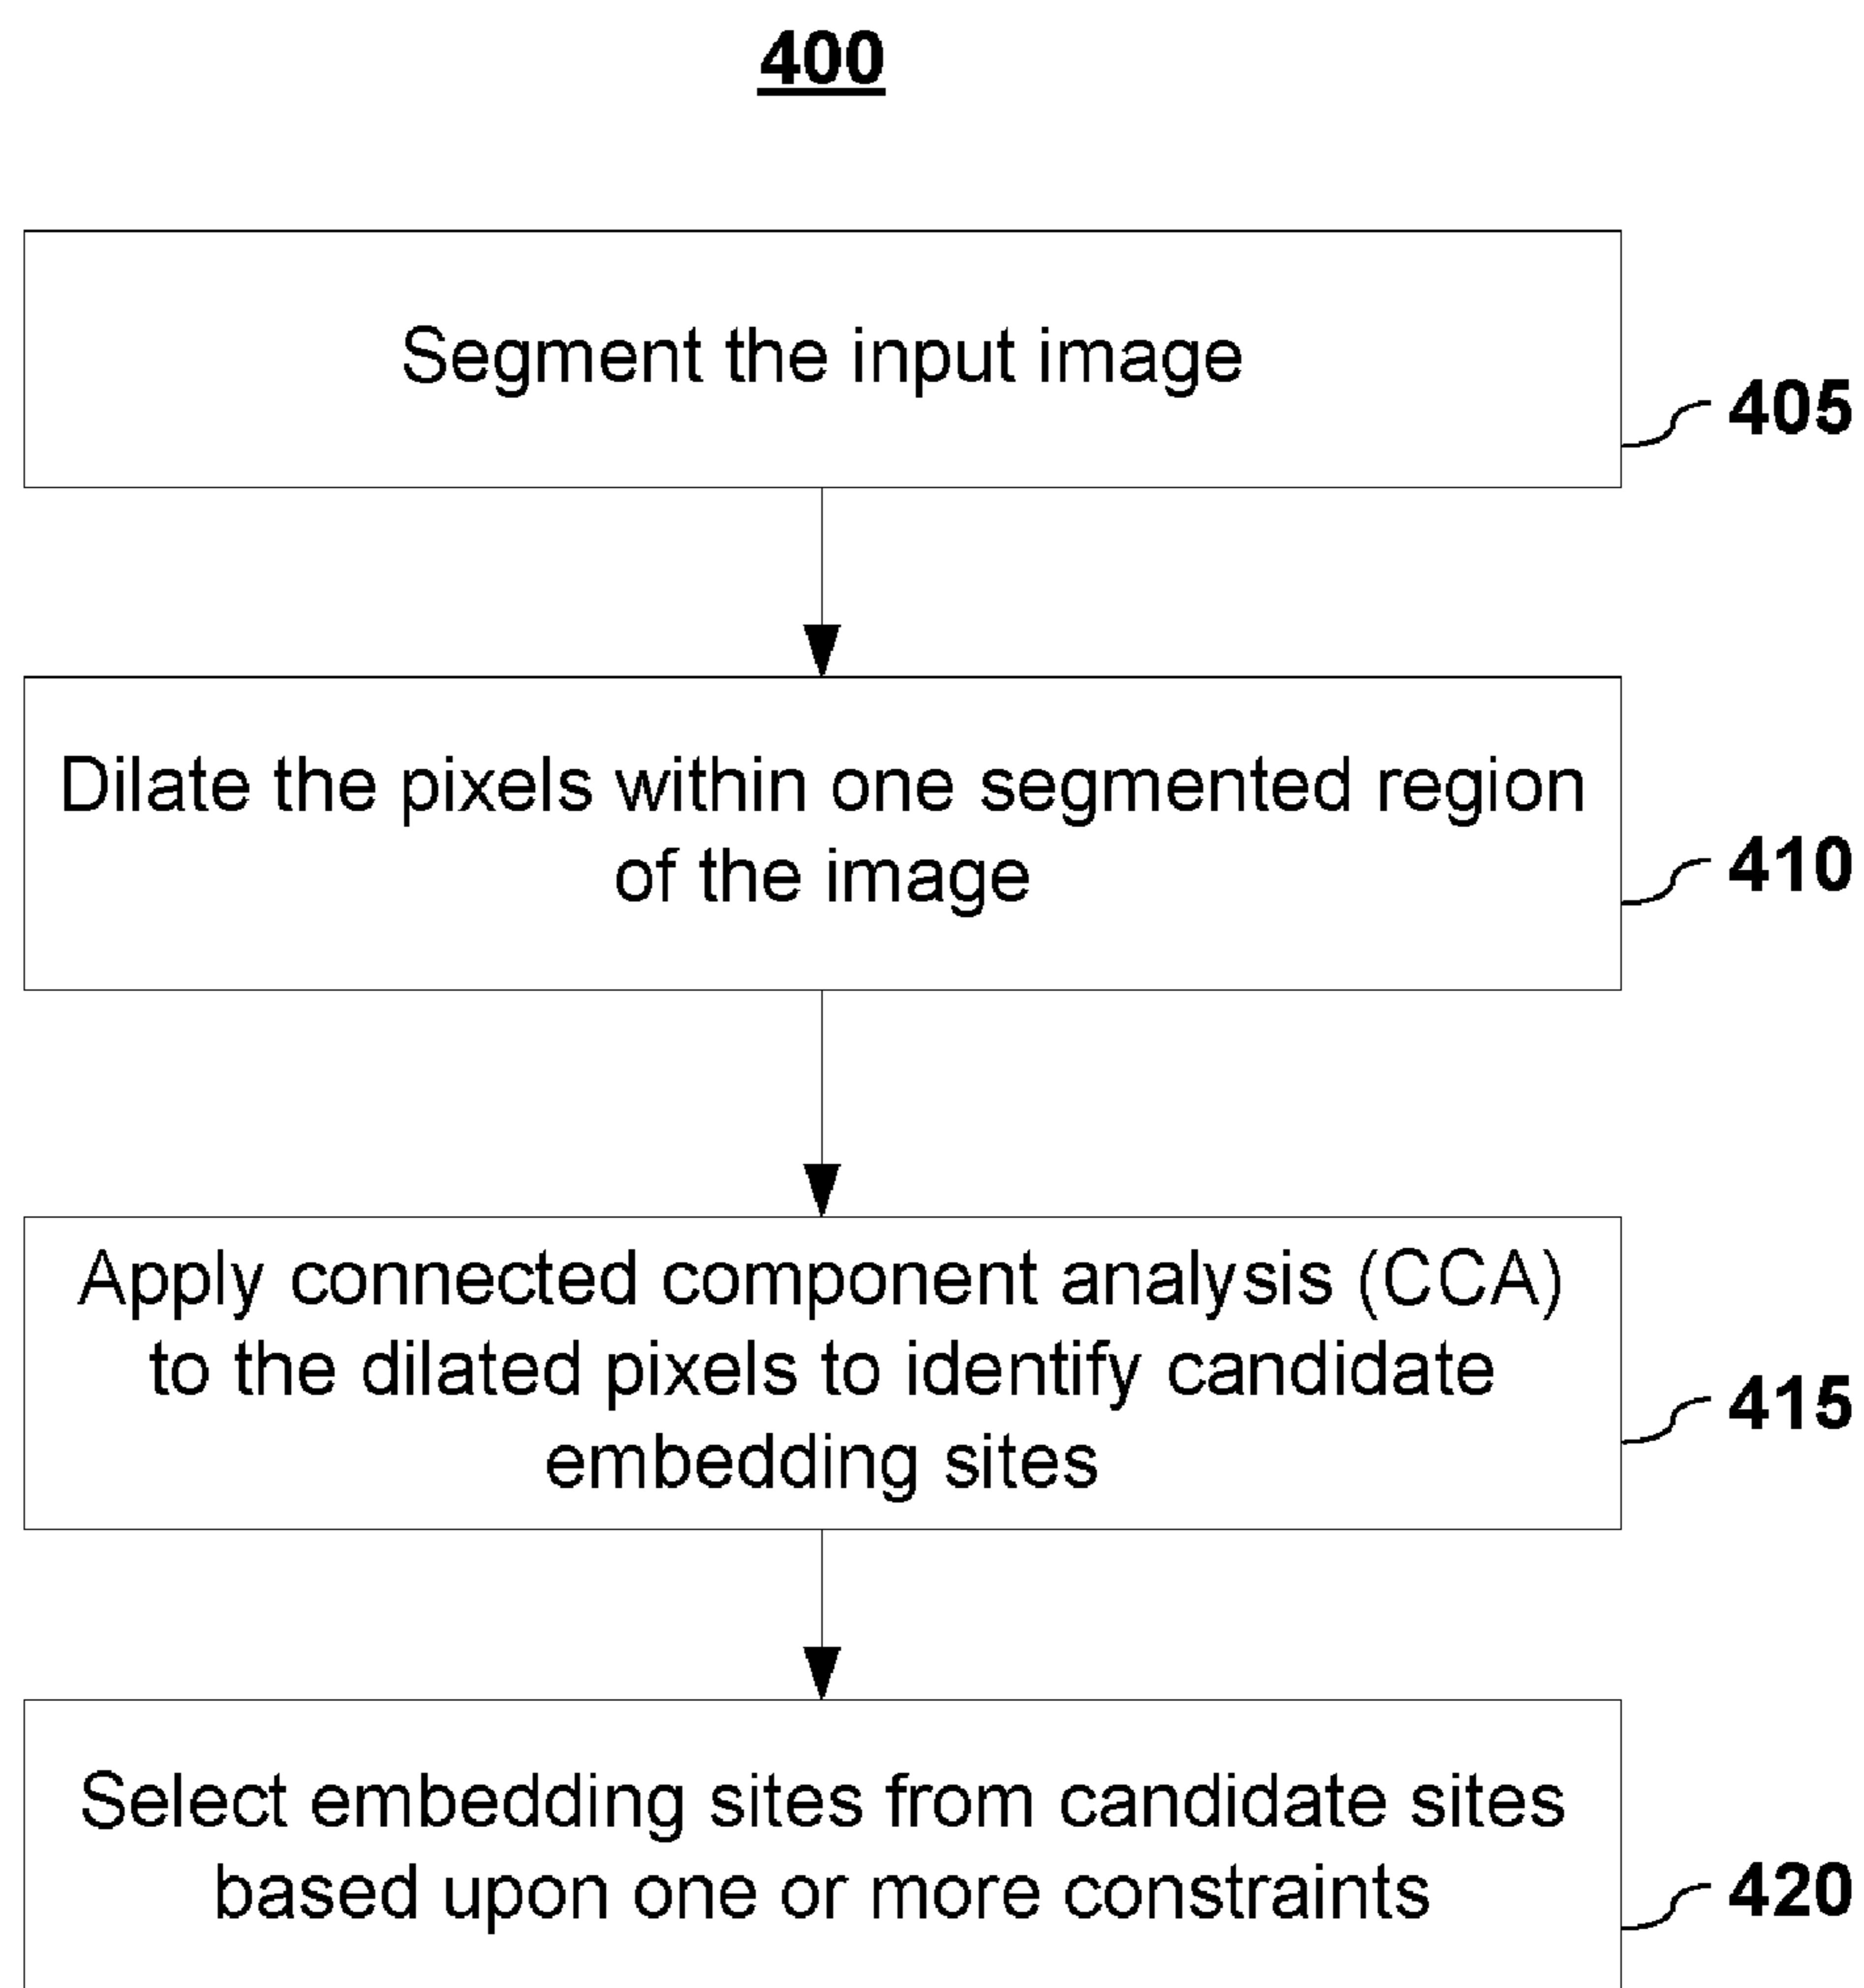 400
Segment the input image
405
Dilate the pixels within one segmented region
of the image
410
Apply connected component analysis (CCA)
to the dilated pixels to identify candidate
embedding sites
415
Select embedding sites from candidate sites
based upon one or more constraints
420